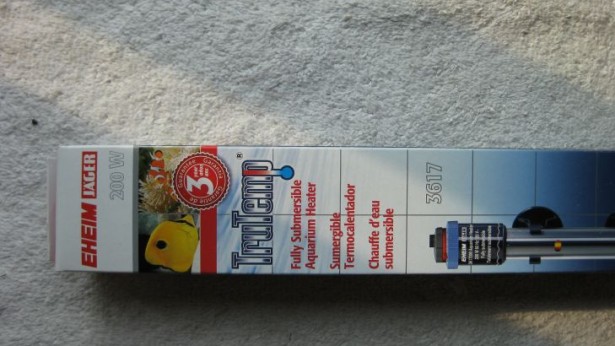 EHEIM
JÄGER
200 W
3
TruTemp®
Fully Submersible
Aquarium Heater
Sumergible
Termocalentador
Chauffe d'eau
submersible
3617